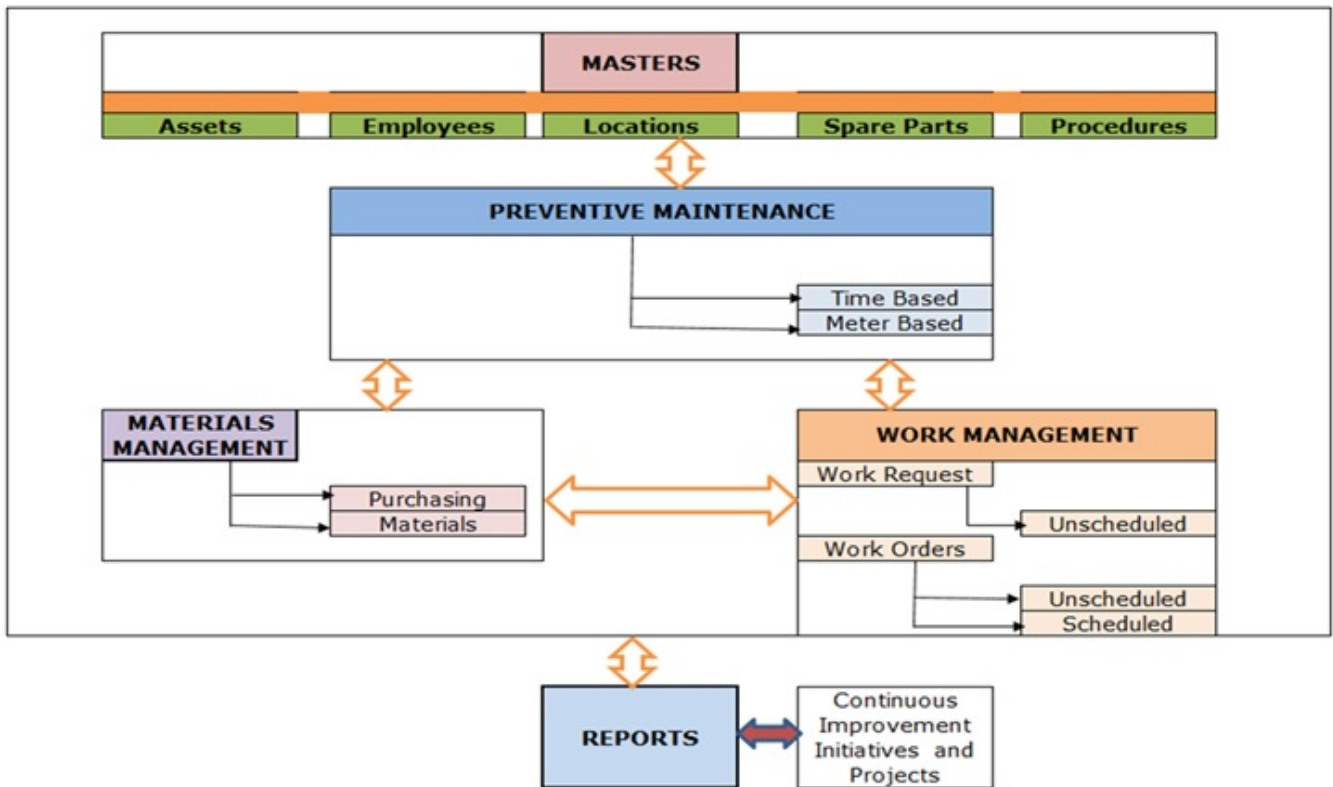 MASTERS
Assets
Employees
Locations
Spare Parts
Procedures
PREVENTIVE MAINTENANCE
Time Based
Meter Based
MATERIALS
MANAGEMENT
Purchasing
Materials
WORK MANAGEMENT
Work Request
Unscheduled
Work Orders
Unscheduled
Scheduled
REPORTS
Continuous
Improvement
Initiatives and
Projects